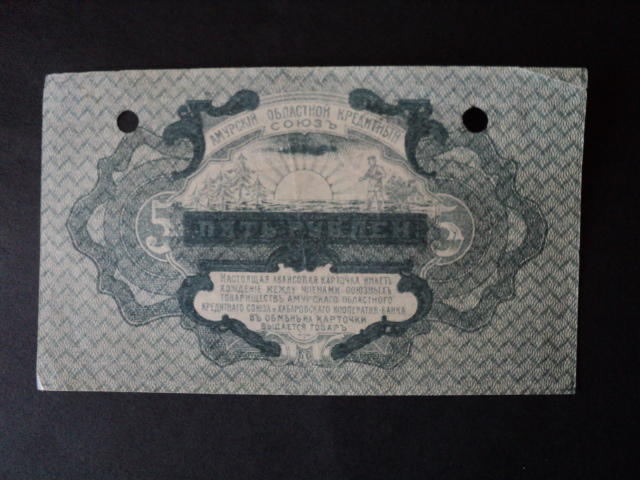 АМУРСКІЙ ОБЛАСТНОЙ КРЕДИТНЫЙ
СОЮЗЪ
5 ПЯТЬ РУБЛЕЙ 5
НАСТОЯЩАЯ АВАНСОВАЯ КАРТОЧКА ИМѢЕТЪ
ХОЖДЕНІЕ МЕЖДУ ЧЛЕНАМИ СОЮЗНЫХЪ
ТОВАРИЩЕСТВЪ АМУРСКАГО ОБЛАСТНОГО
КРЕДИТНАГО СОЮЗА И ХАБАРОВСКАГО КООПЕРАТИВ-БАНКА
ВЪ ОБМѢНЪ НА КАРТОЧКИ
ВЫДАЕТСЯ ТОВАРЪ